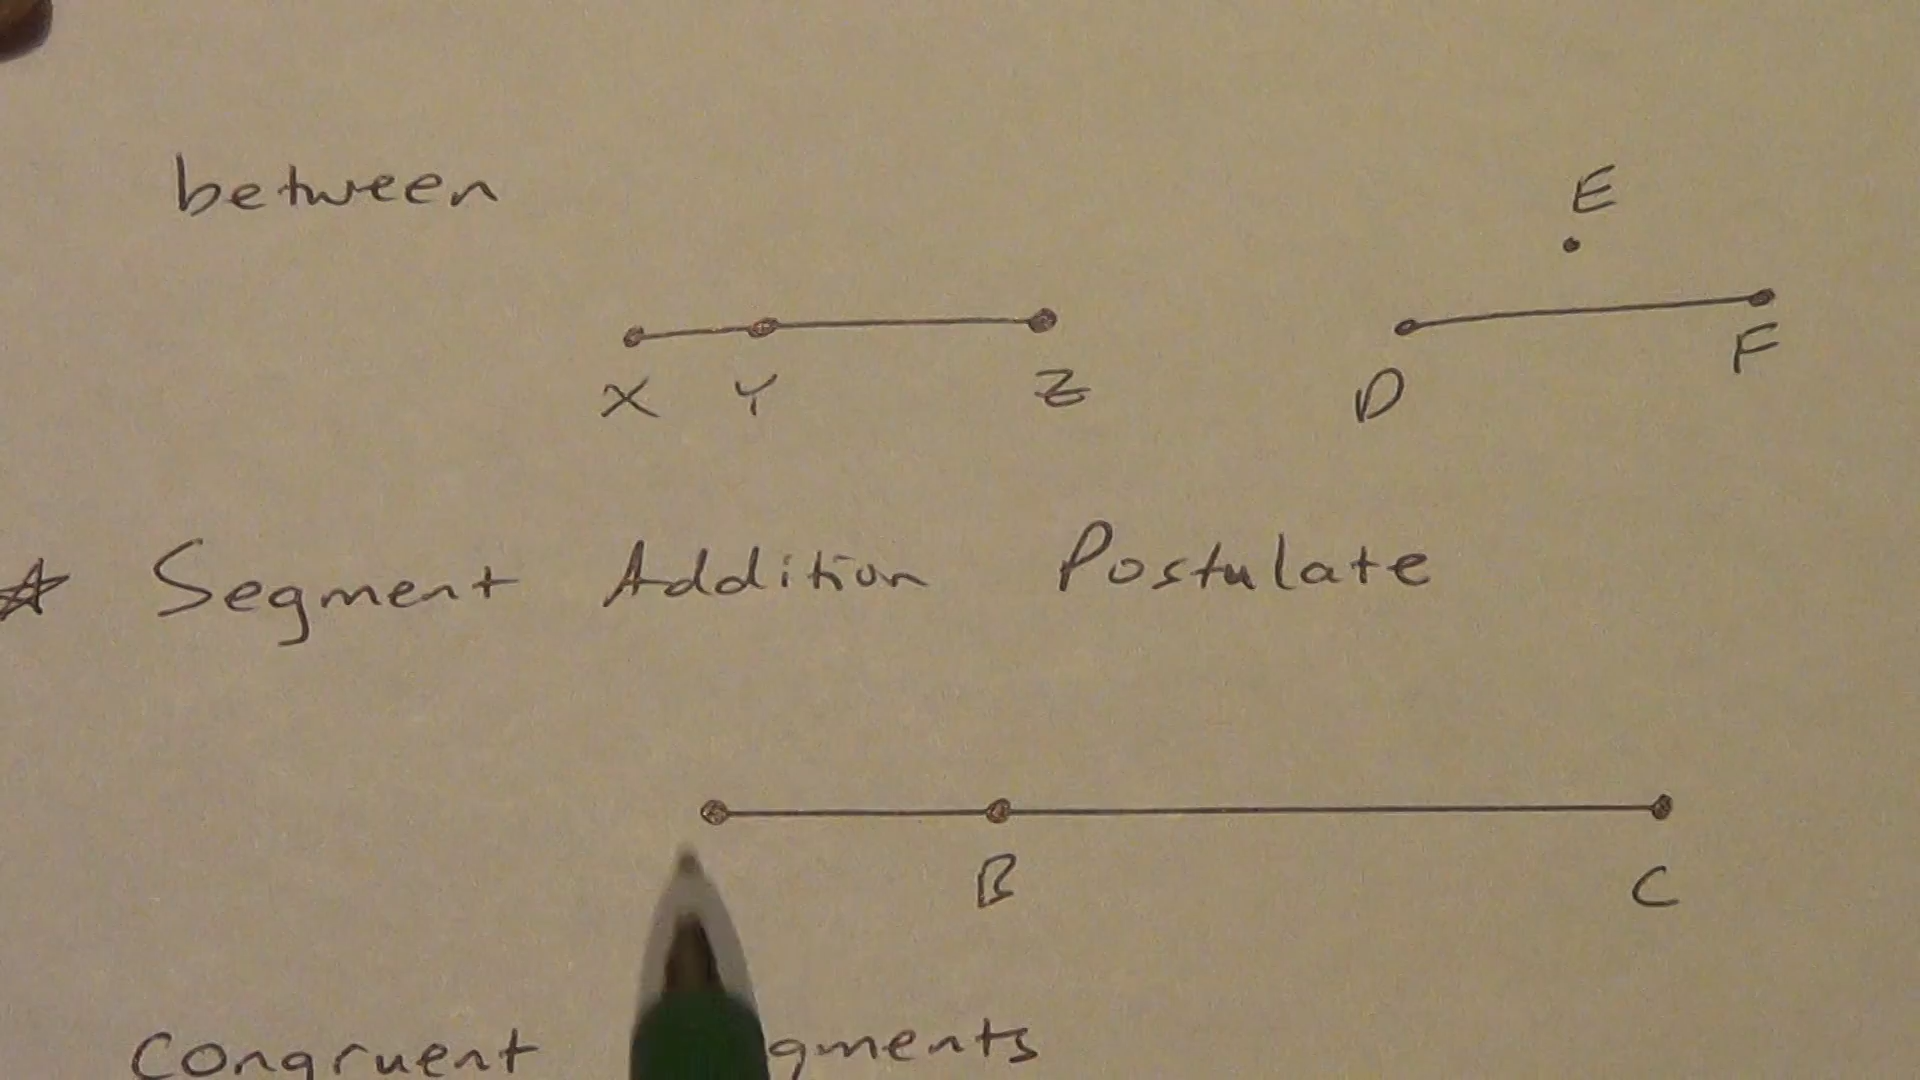 between
E
X Y Z
D F
☆ Segment Addition Postulate
B C
congruent gments